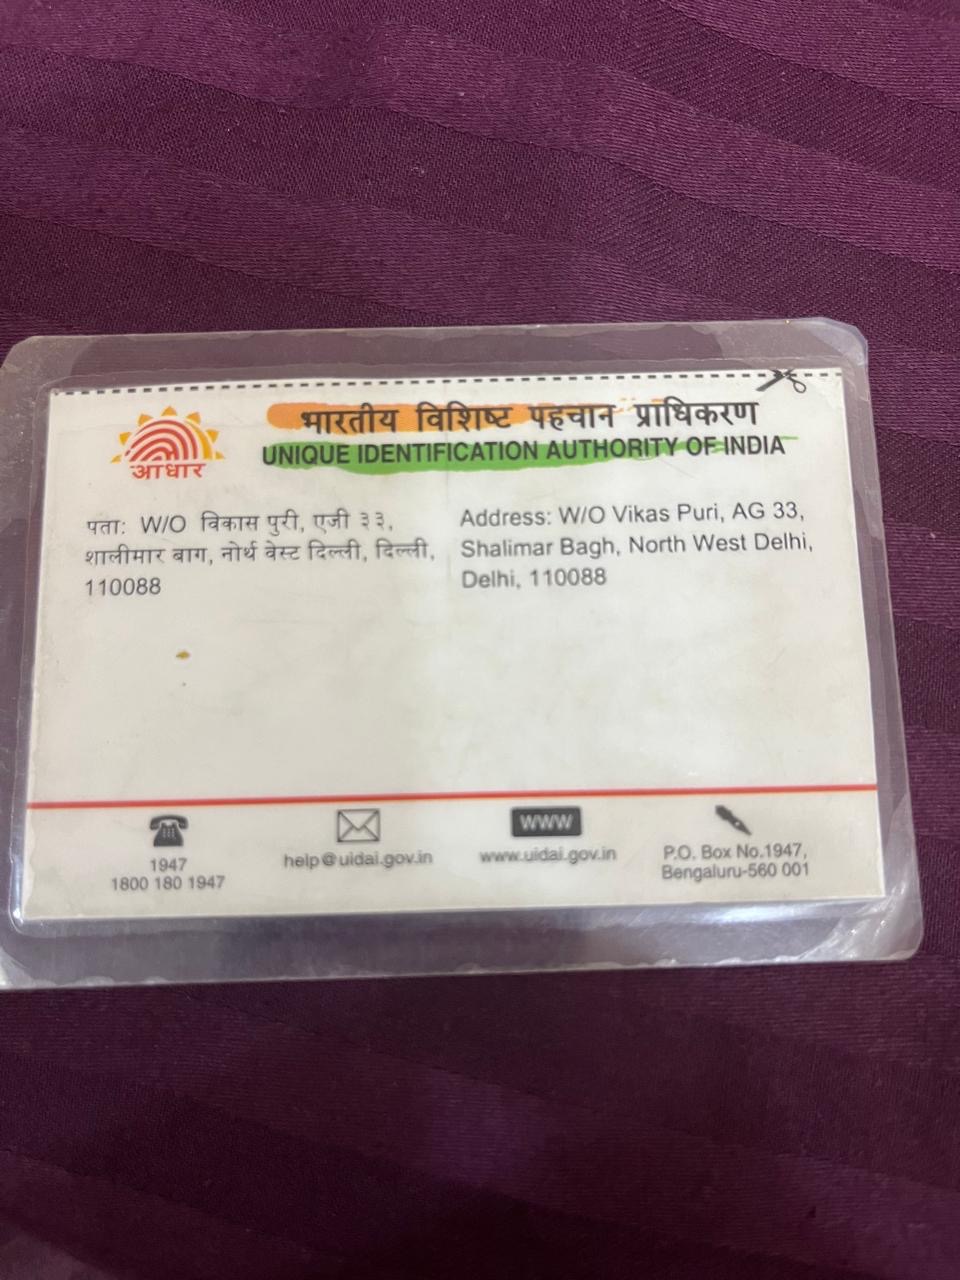 भारतीय विशिष्ट पहचान प्राधिकरण
UNIQUE IDENTIFICATION AUTHORITY OF INDIA
आधार
पता: W/O विकास पुरी, एजी ३३,
शालीमार बाग, नोर्थ वेस्ट दिल्ली, दिल्ली,
110088
Address: W/O Vikas Puri, AG 33,
Shalimar Bagh, North West Delhi,
Delhi, 110088
1947
1800 180 1947
help@uidai.gov.in
www
www.uidai.gov.in
P.O. Box No.1947,
Bengaluru-560 001